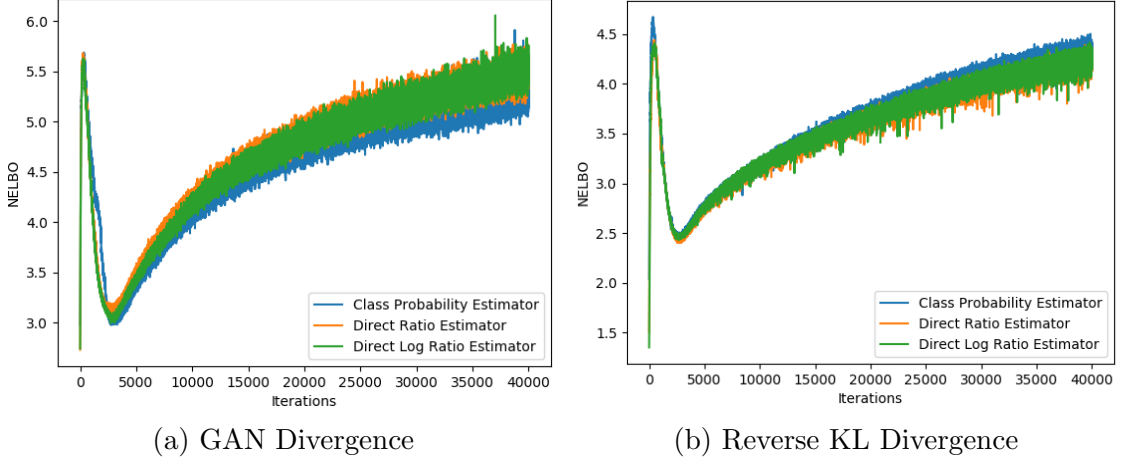 6.0
5.5
5.0
4.5
4.0
3.5
3.0
NELBO
0 5000 10000 15000 20000 25000 30000 35000 40000
Iterations
Class Probability Estimator
Direct Ratio Estimator
Direct Log Ratio Estimator
(a) GAN Divergence
4.5
4.0
3.5
3.0
2.5
2.0
1.5
NELBO
0 5000 10000 15000 20000 25000 30000 35000 40000
Iterations
Class Probability Estimator
Direct Ratio Estimator
Direct Log Ratio Estimator
(b) Reverse KL Divergence